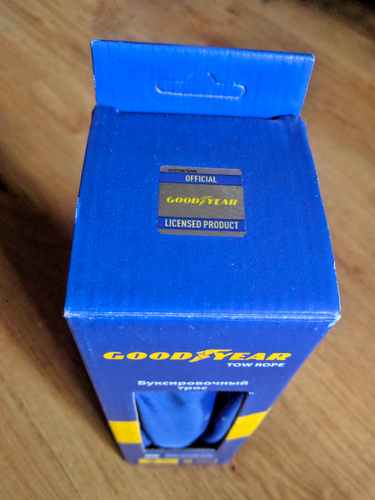 OFFICIAL
GOODYEAR
LICENSED PRODUCT
GOODYEAR
TOW ROPE
Буксировочный
трос